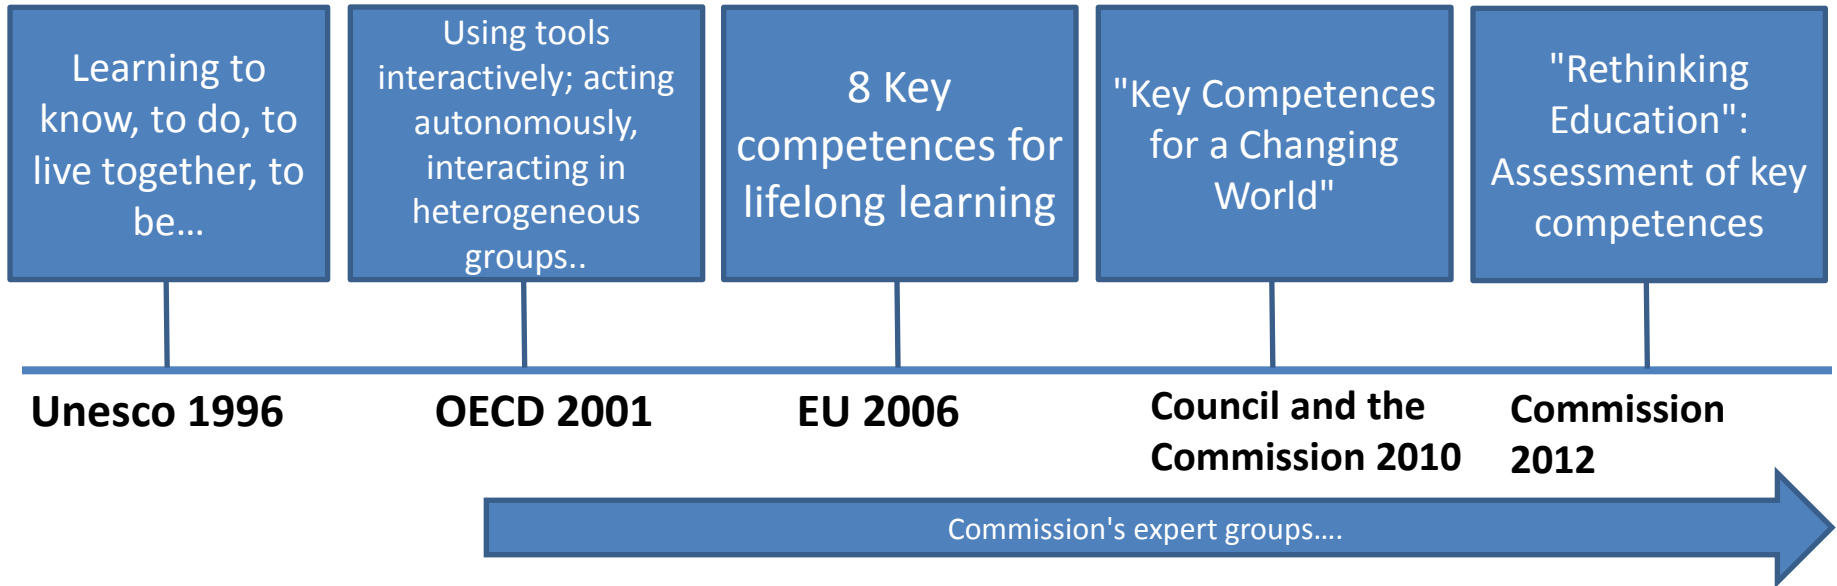 Learning to
know, to do, to
live together, to
be...
Using tools
interactively; acting
autonomously,
interacting in
heterogeneous
groups..
8 Key
competences for
lifelong learning
"Key Competences
for a Changing
World"
"Rethinking
Education":
Assessment of key
competences
Unesco 1996
OECD 2001
EU 2006
Council and the
Commission 2010
Commission
2012
Commission's expert groups....